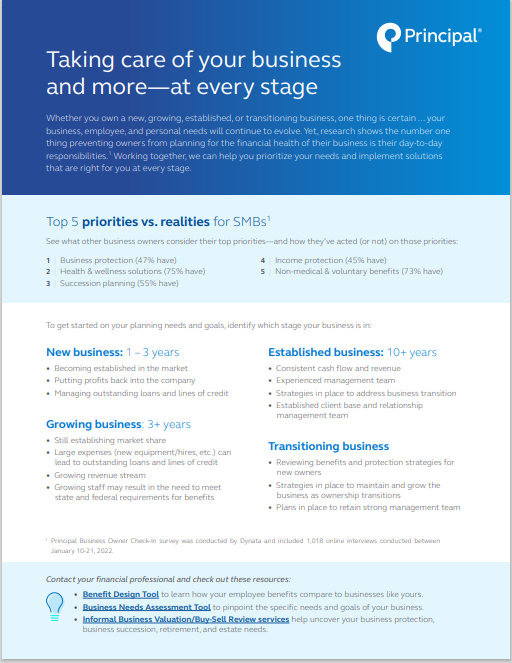 Principal®
Taking care of your business
and more—at every stage
Whether you own a new, growing, established, or transitioning business, one thing is certain ... your
business, employee, and personal needs will continue to evolve. Yet, research shows the number one
thing preventing owners from planning for the financial health of their business is their day-to-day
responsibilities.¹ Working together, we can help you prioritize your needs and implement solutions
that are right for you at every stage.
Top 5 priorities vs. realities for SMBs¹
See what other business owners consider their top priorities—and how they've acted (or not) on those priorities:
1 | Business protection (47% have)
2 | Health & wellness solutions (75% have)
3 | Succession planning (55% have)
4 | Income protection (45% have)
5 | Non-medical & voluntary benefits (73% have)
To get started on your planning needs and goals, identify which stage your business is in:
New business: 1 – 3 years
• Becoming established in the market
• Putting profits back into the company
• Managing outstanding loans and lines of credit
Growing business: 3+ years
• Still establishing market share
• Large expenses (new equipment/hires, etc.) can
lead to outstanding loans and lines of credit
• Growing revenue stream
• Growing staff may result in the need to meet
state and federal requirements for benefits
Established business: 10+ years
• Consistent cash flow and revenue
• Experienced management team
• Strategies in place to address business transition
• Established client base and relationship
management team
Transitioning business
• Reviewing benefits and protection strategies for
new owners
• Strategies in place to maintain and grow the
business as ownership transitions
• Plans in place to retain strong management team
¹ Principal Business Owner Check-In survey was conducted by Dynata and included 1,018 online interviews conducted between
January 10-21, 2022.
Contact your financial professional and check out these resources:
• Benefit Design Tool to learn how your employee benefits compare to businesses like yours.
• Business Needs Assessment Tool to pinpoint the specific needs and goals of your business.
• Informal Business Valuation/Buy-Sell Review services help uncover your business protection,
business succession, retirement, and estate needs.